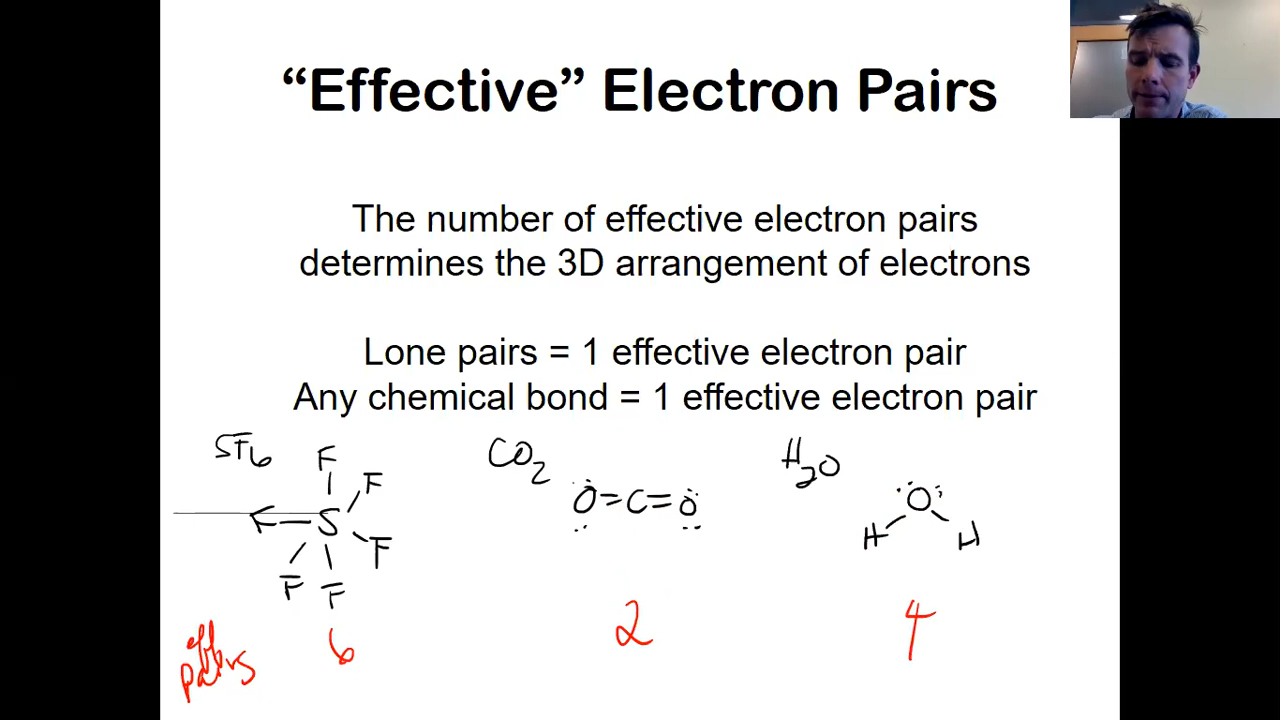 “Effective” Electron Pairs
The number of effective electron pairs
determines the 3D arrangement of electrons
Lone pairs = 1 effective electron pair
Any chemical bond = 1 effective electron pair
SF6
F
F
F—S
F
F
F
CO2
O=C=O
H2O
O
H
H
eff
pairs
6
2
4